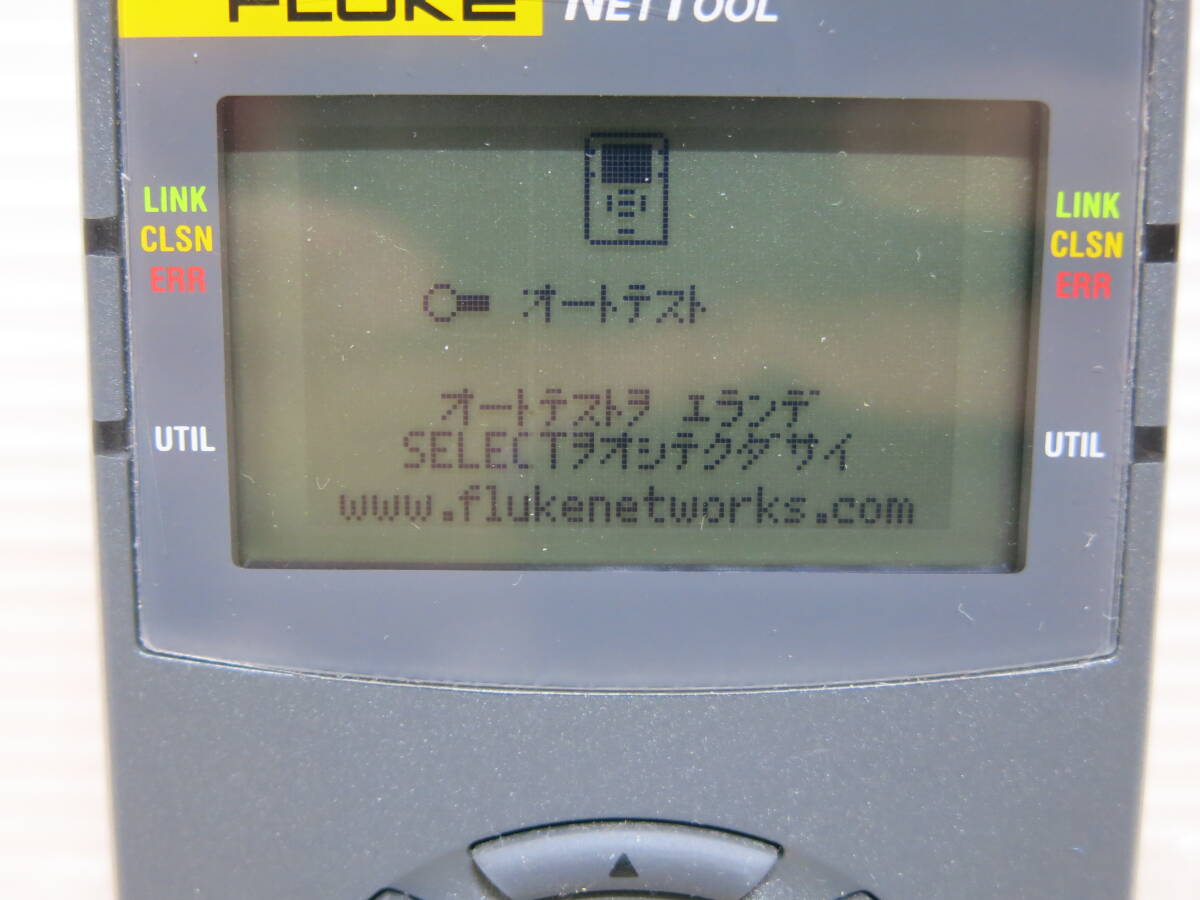 FLUKE NETTOOL
LINK
CLSN
ERR
UTIL
オートテスト
オートテストヲ エランデ
SELECTヲオシテクダサイ
www.flukenetworks.com
LINK
CLSN
ERR
UTIL